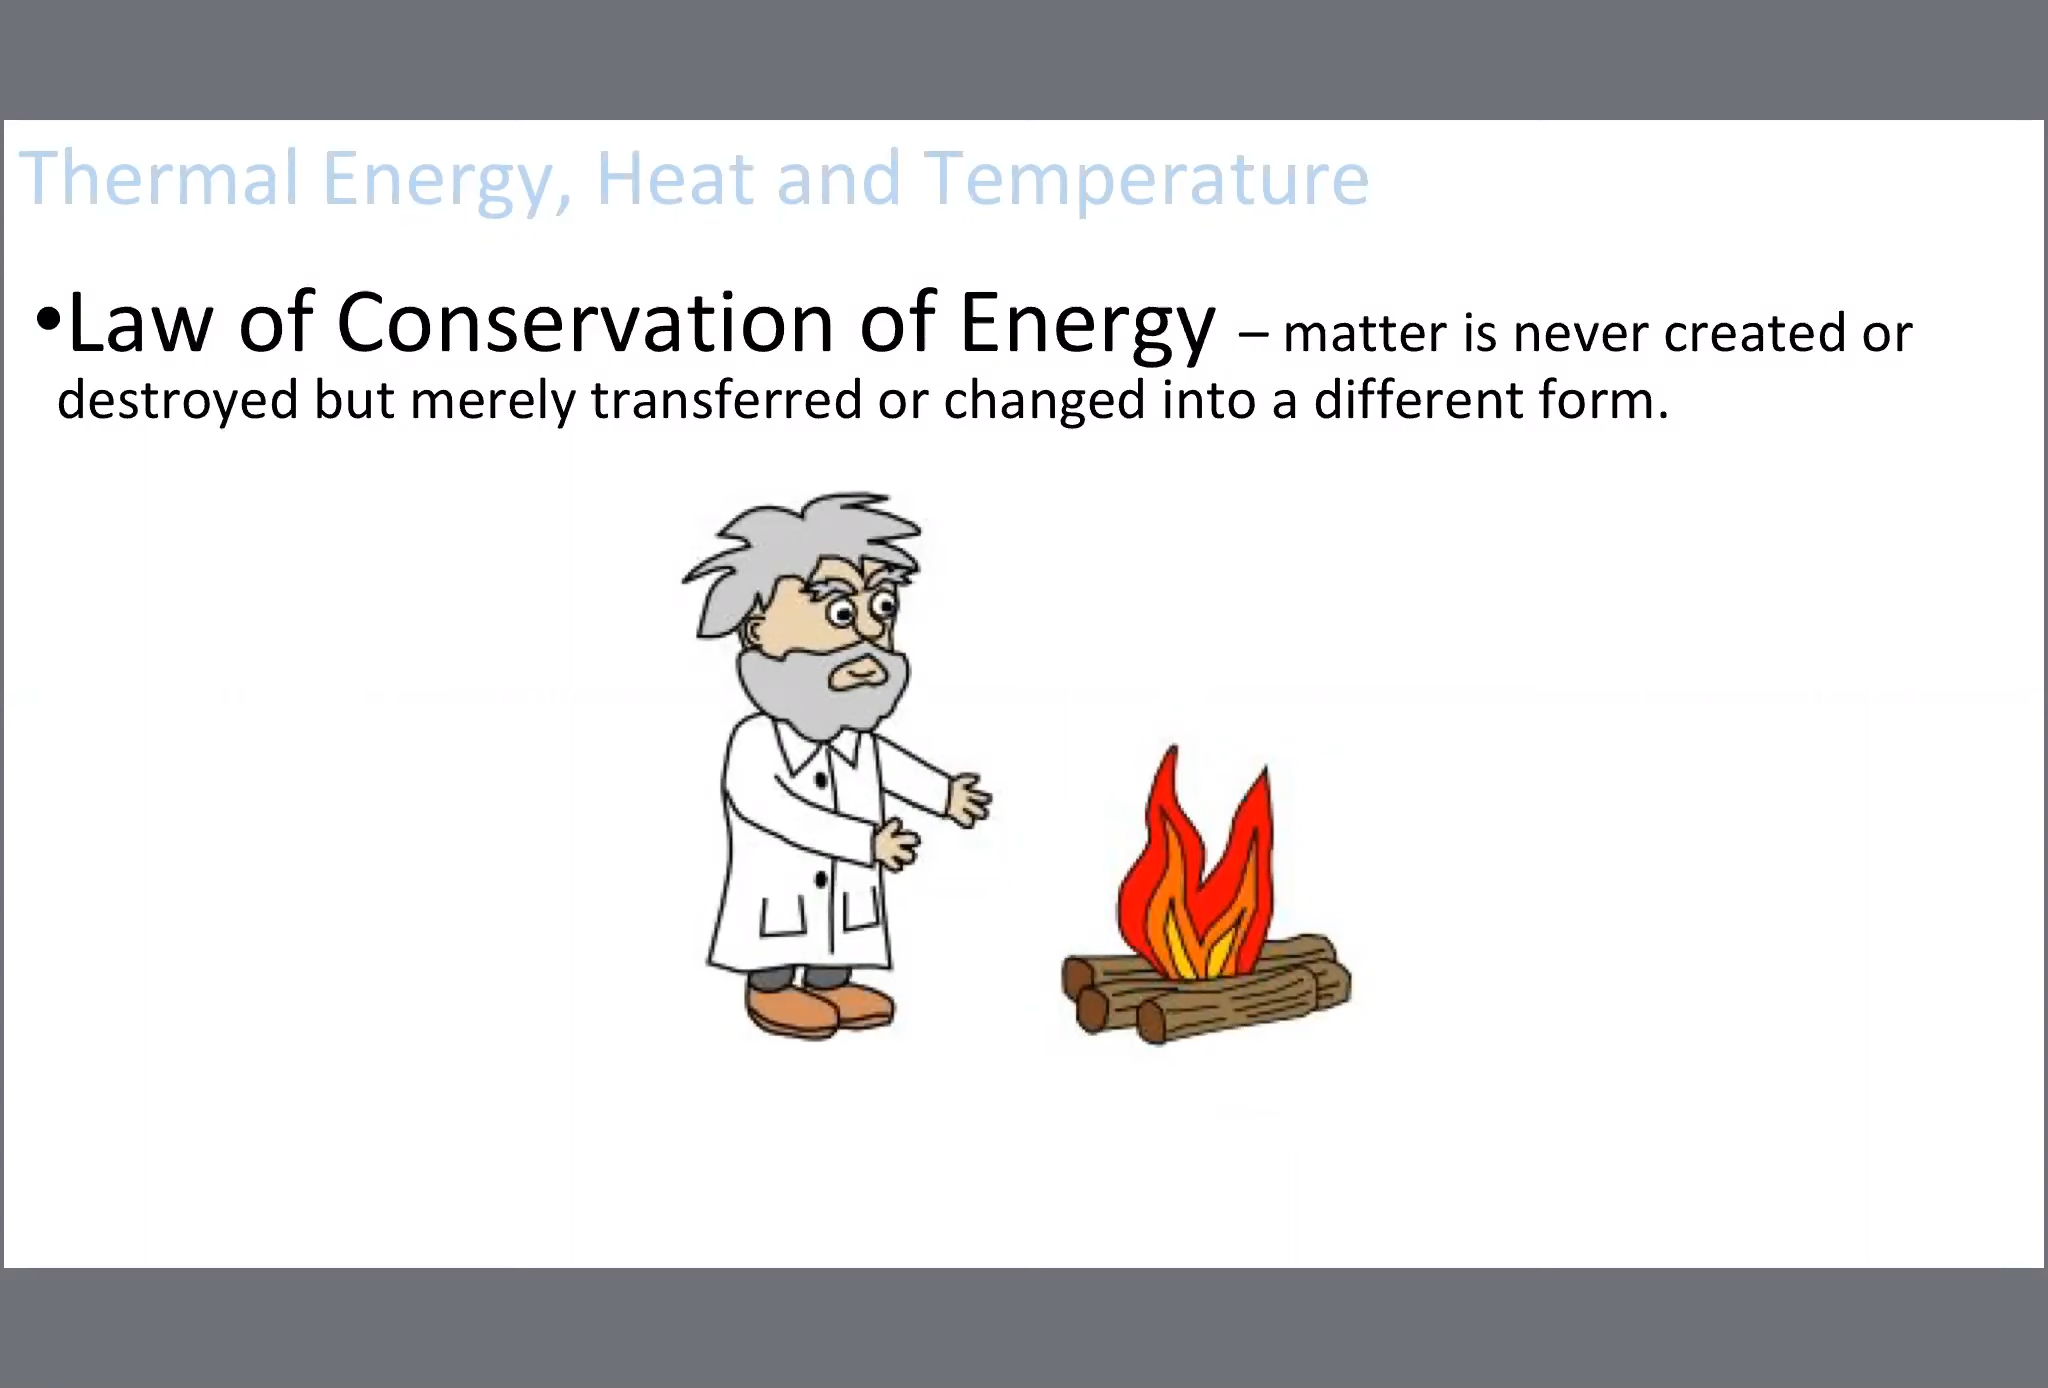 Thermal Energy, Heat and Temperature
•Law of Conservation of Energy – matter is never created or
destroyed but merely transferred or changed into a different form.